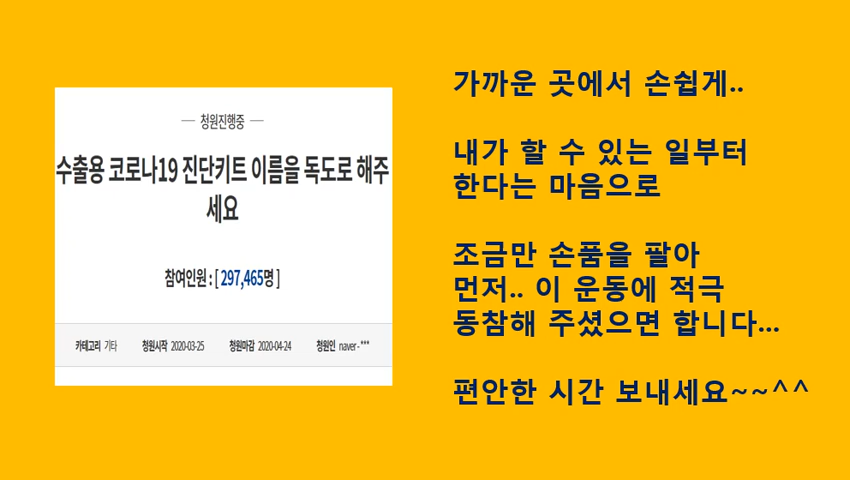 청원진행중
수출용 코로나19 진단키트 이름을 독도로 해주
세요
참여인원 : [ 297,465명 ]
카테고리 기타 청원시작 2020-03-25 청원마감 2020-04-24 청원인 naver - ***
가까운 곳에서 손쉽게..
내가 할 수 있는 일부터
한다는 마음으로
조금만 손품을 팔아
먼저.. 이 운동에 적극
동참해 주셨으면 합니다...
편안한 시간 보내세요~~^^